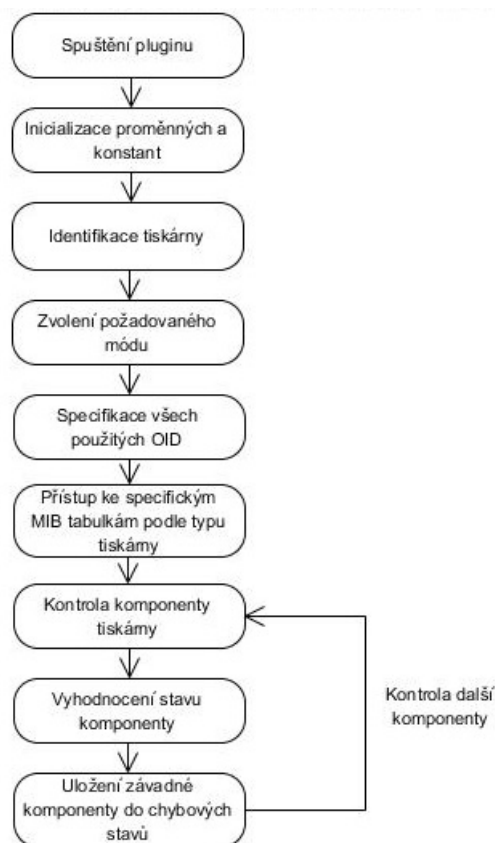 Spuštění pluginu
Inicializace proměnných a
konstant
Identifikace tiskárny
Zvolení požadovaného
módu
Specifikace všech
použitých OID
Přístup ke specifickým
MIB tabulkám podle typu
tiskárny
Kontrola komponenty
tiskárny
Vyhodnocení stavu
komponenty
Kontrola další
komponenty
Uložení závadné
komponenty do chybových
stavů